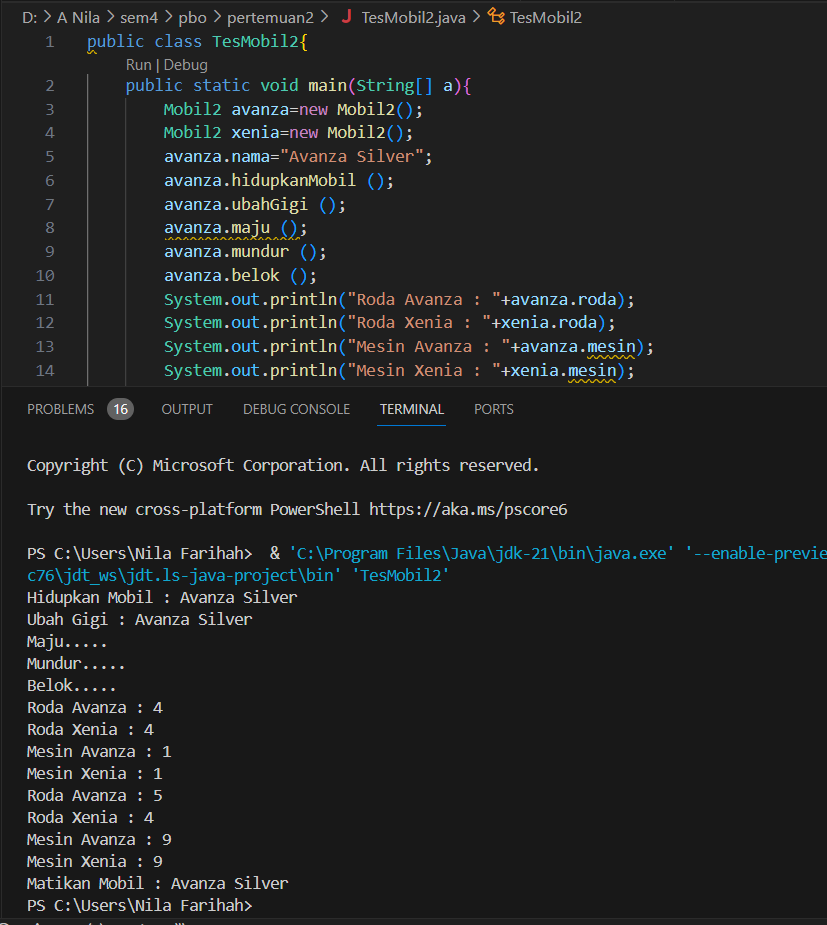 D: > A Nila > sem4 > pbo > pertemuan2 > J TesMobil2.java > TesMobil2
1 public class TesMobil2{
Run | Debug
2 public static void main(String[] a){
3 Mobil2 avanza=new Mobil2();
4 Mobil2 xenia=new Mobil2();
5 avanza.nama="Avanza Silver";
6 avanza.hidupkanMobil ();
7 avanza.ubahGigi ();
8 avanza.maju ();
9 avanza.mundur ();
10 avanza.belok ();
11 System.out.println("Roda Avanza : "+avanza.roda);
12 System.out.println("Roda Xenia : "+xenia.roda);
13 System.out.println("Mesin Avanza : "+avanza.mesin);
14 System.out.println("Mesin Xenia : "+xenia.mesin);
PROBLEMS 16 OUTPUT DEBUG CONSOLE TERMINAL PORTS
Copyright (C) Microsoft Corporation. All rights reserved.
Try the new cross-platform PowerShell https://aka.ms/pscore6
PS C:\Users\Nila Farihah> & 'C:\Program Files\Java\jdk-21\bin\java.exe' '--enable-previe
c76\jdt_ws\jdt.ls-java-project\bin' 'TesMobil2'
Hidupkan Mobil : Avanza Silver
Ubah Gigi : Avanza Silver
Maju.....
Mundur.....
Belok.....
Roda Avanza : 4
Roda Xenia : 4
Mesin Avanza : 1
Mesin Xenia : 1
Roda Avanza : 5
Roda Xenia : 4
Mesin Avanza : 9
Mesin Xenia : 9
Matikan Mobil : Avanza Silver
PS C:\Users\Nila Farihah>